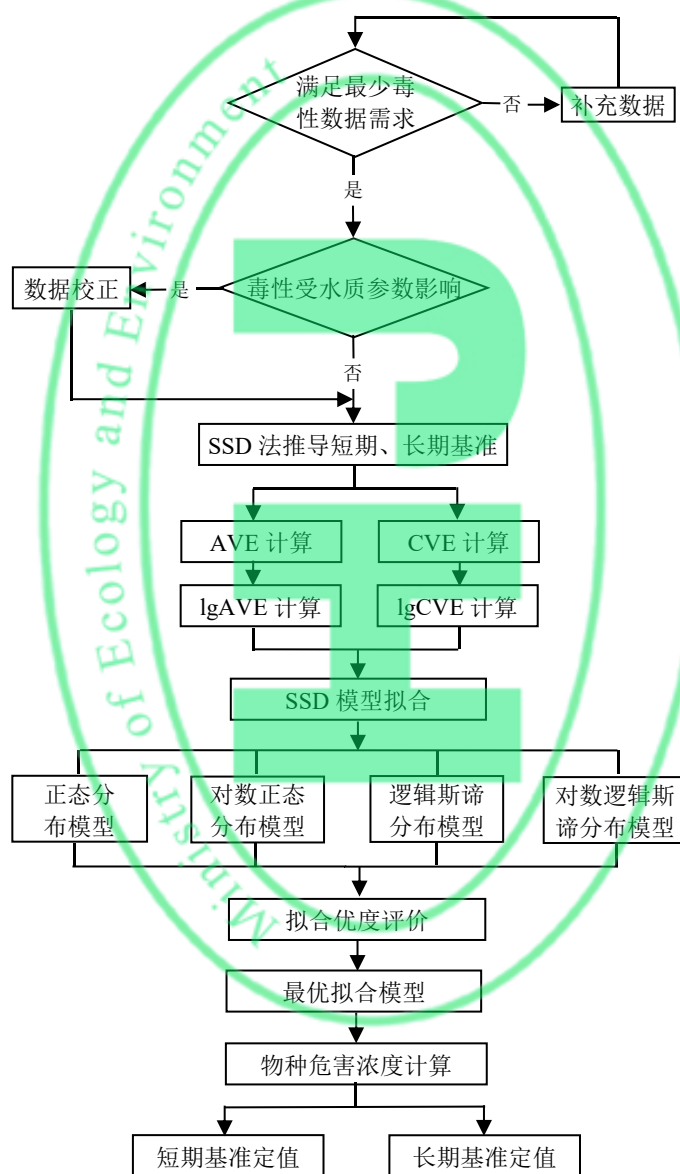 满足最少毒
性数据需求
否
补充数据
是
数据校正
是
毒性受水质参数影响
否
SSD 法推导短期、长期基准
AVE 计算
CVE 计算
lgAVE 计算
lgCVE 计算
SSD 模型拟合
正态分
布模型
对数正态
分布模型
逻辑斯谛
分布模型
对数逻辑斯
谛分布模型
拟合优度评价
最优拟合模型
物种危害浓度计算
短期基准定值
长期基准定值
Ministry of Ecology and Environment